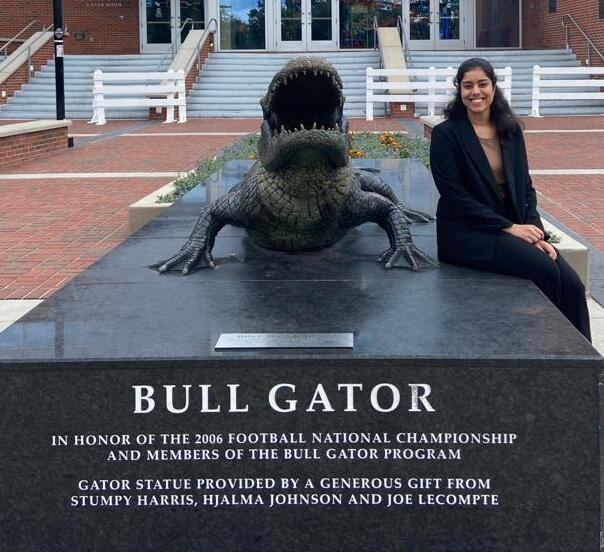 BULL GATOR
IN HONOR OF THE 2006 FOOTBALL NATIONAL CHAMPIONSHIP
AND MEMBERS OF THE BULL GATOR PROGRAM
GATOR STATUE PROVIDED BY A GENEROUS GIFT FROM
STUMPY HARRIS, HJALMA JOHNSON AND JOE LECOMPTE